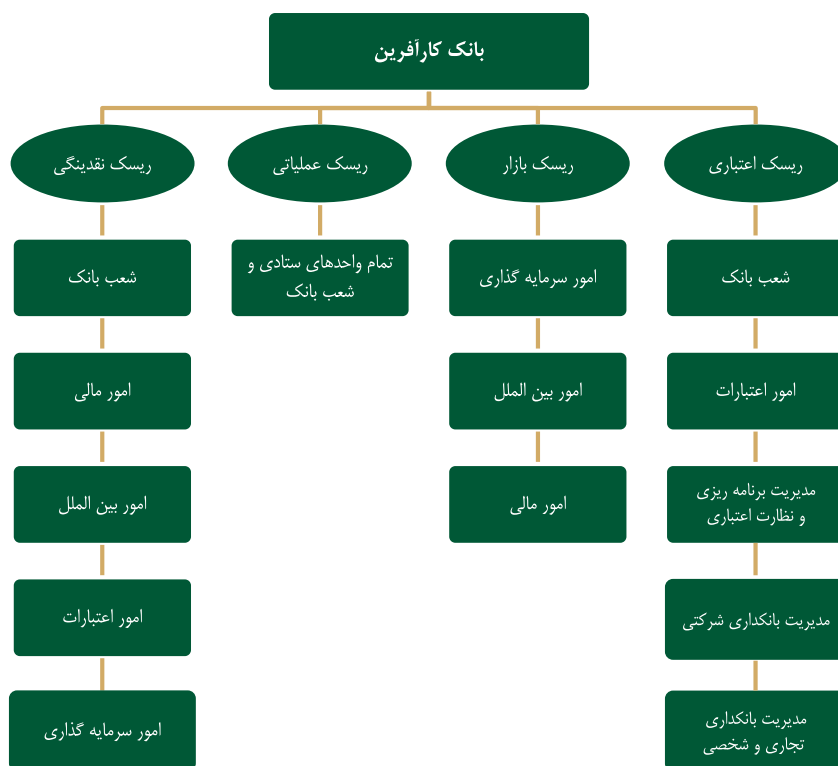 بانک کارآفرین
ریسک اعتباری
ریسک بازار
ریسک عملیاتی
ریسک نقدینگی
شعب بانک
امور سرمایه گذاری
تمام واحدهای ستادی و
شعب بانک
شعب بانک
امور اعتبارات
امور بین الملل
امور مالی
مدیریت برنامه ریزی
و نظارت اعتباری
امور مالی
امور بین الملل
مدیریت بانکداری شرکتی
امور اعتبارات
مدیریت بانکداری
تجاری و شخصی
امور سرمایه گذاری